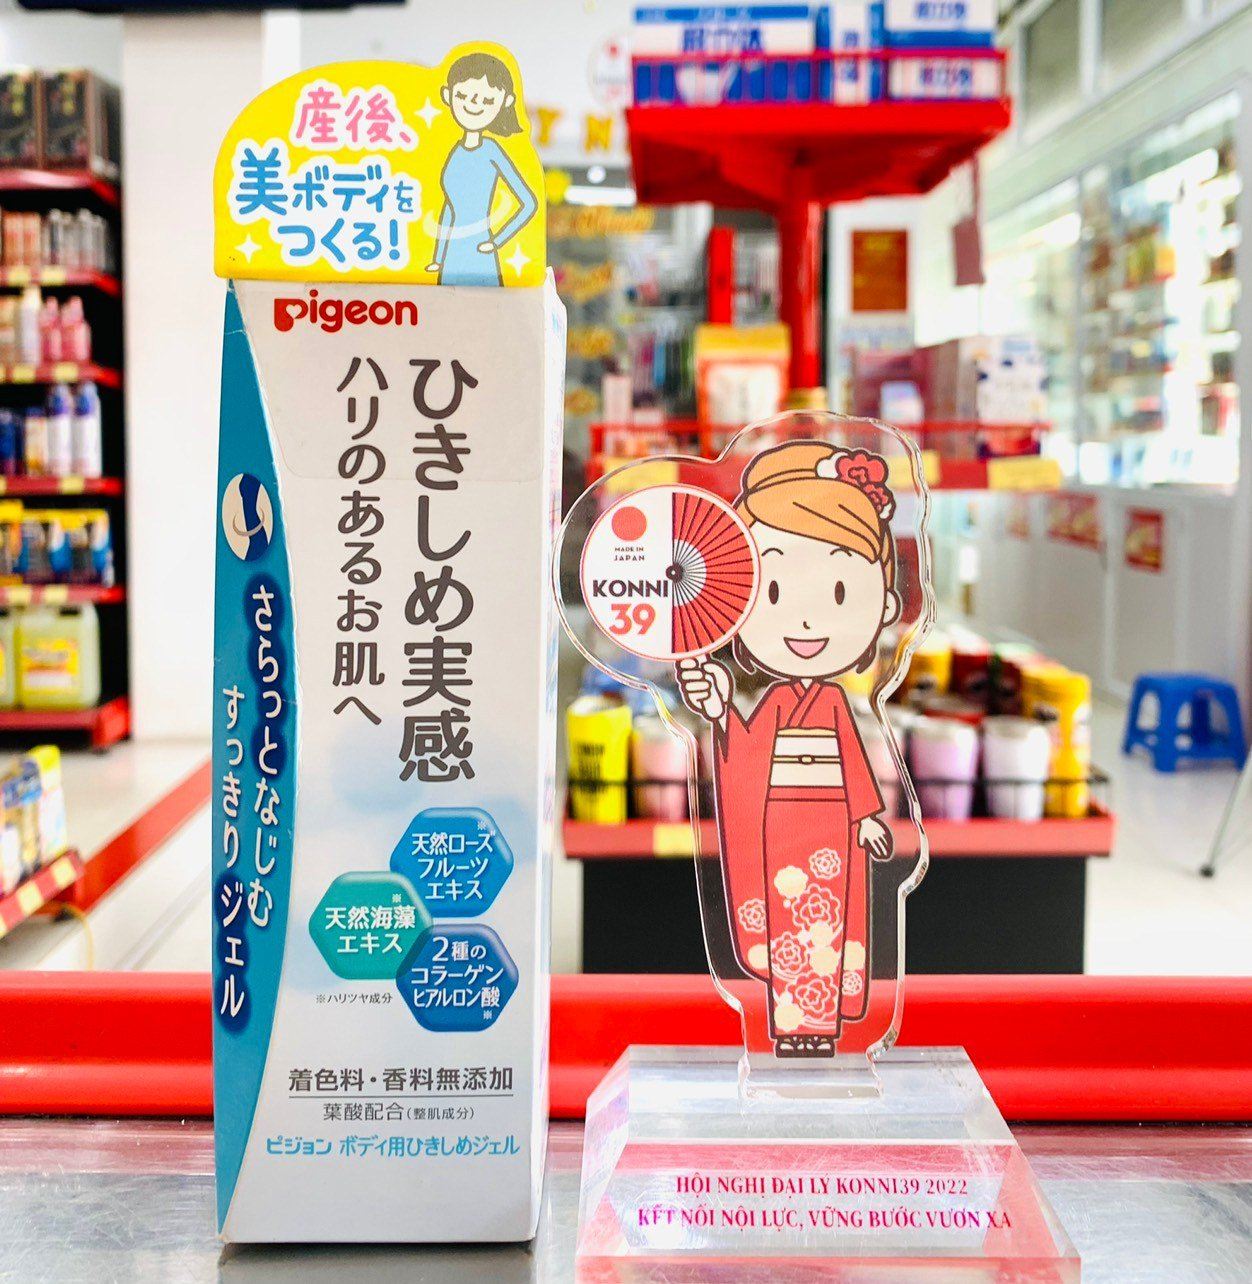 産後、
美ボディを
つくる!
pigeon
ひきしめ実感
ハリのあるお肌へ
さらっとなじむ
すっきり ジェル
天然ローズ※
フルーツ
エキス
天然海藻※
エキス
2種の
コラーゲン
ヒアルロン酸※
※ハリツヤ成分
着色料・香料無添加
葉酸配合(整肌成分)
ピジョン ボディ用ひきしめジェル
MADE IN
JAPAN
KONNI
39
HỘI NGHỊ ĐẠI LÝ KONNI39 2022
KẾT NỐI NỘI LỰC, VỮNG BƯỚC VƯƠN XA